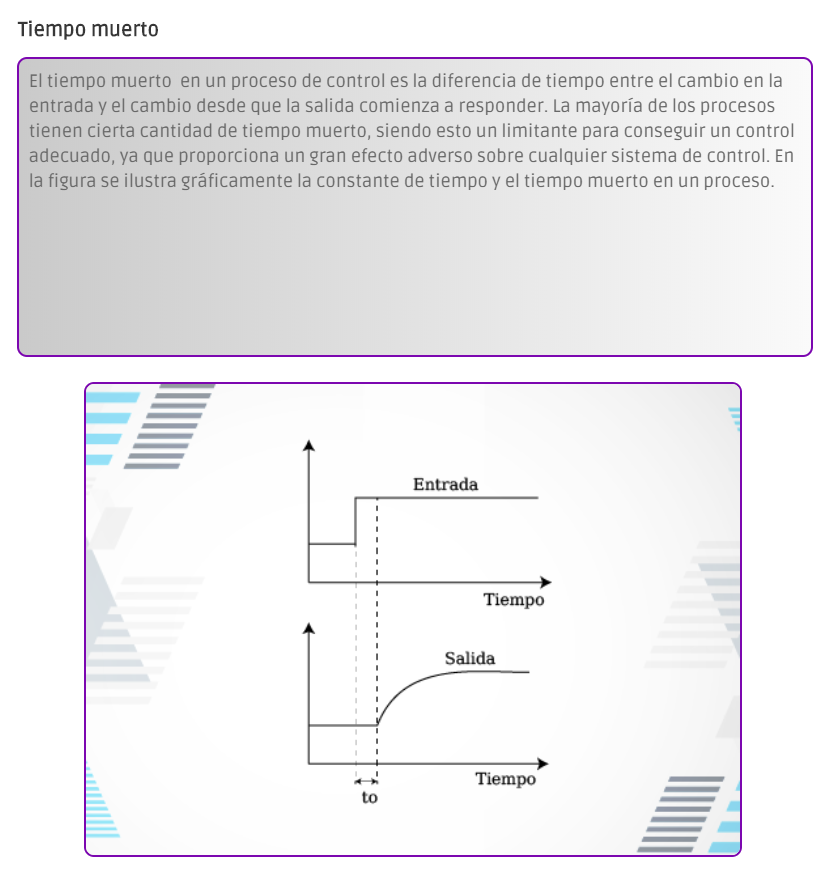 Tiempo muerto
El tiempo muerto  en un proceso de control es la diferencia de tiempo entre el cambio en la
entrada y el cambio desde que la salida comienza a responder. La mayoría de los procesos
tienen cierta cantidad de tiempo muerto, siendo esto un limitante para conseguir un control
adecuado, ya que proporciona un gran efecto adverso sobre cualquier sistema de control. En
la figura se ilustra gráficamente la constante de tiempo y el tiempo muerto en un proceso.
Entrada
Tiempo
Salida
Tiempo
to